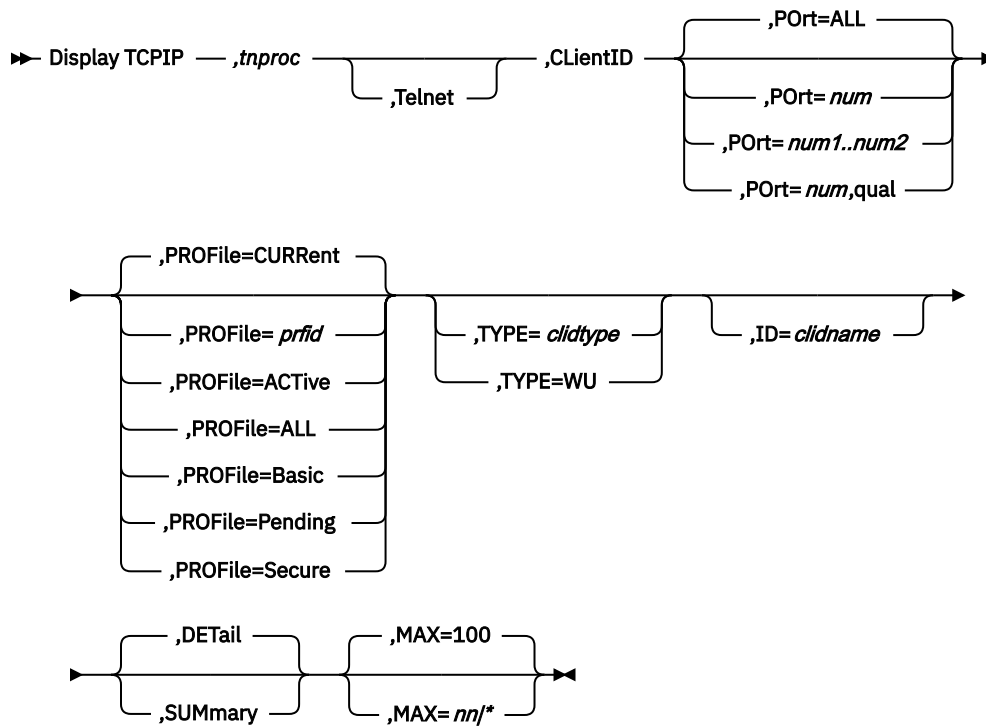 ,POrt=ALL
Display TCPIP ,tnproc ,CLientID
,Telnet
,POrt=num
,POrt=num1..num2
,POrt=num,qual
,PROFile=CURRent
,PROFile=prfid ,TYPE=clidtype ,ID=clidname
,PROFile=ACTive ,TYPE=WU
,PROFile=ALL
,PROFile=Basic
,PROFile=Pending
,PROFile=Secure
,DETail ,MAX=100
,SUMmary ,MAX=nn|*